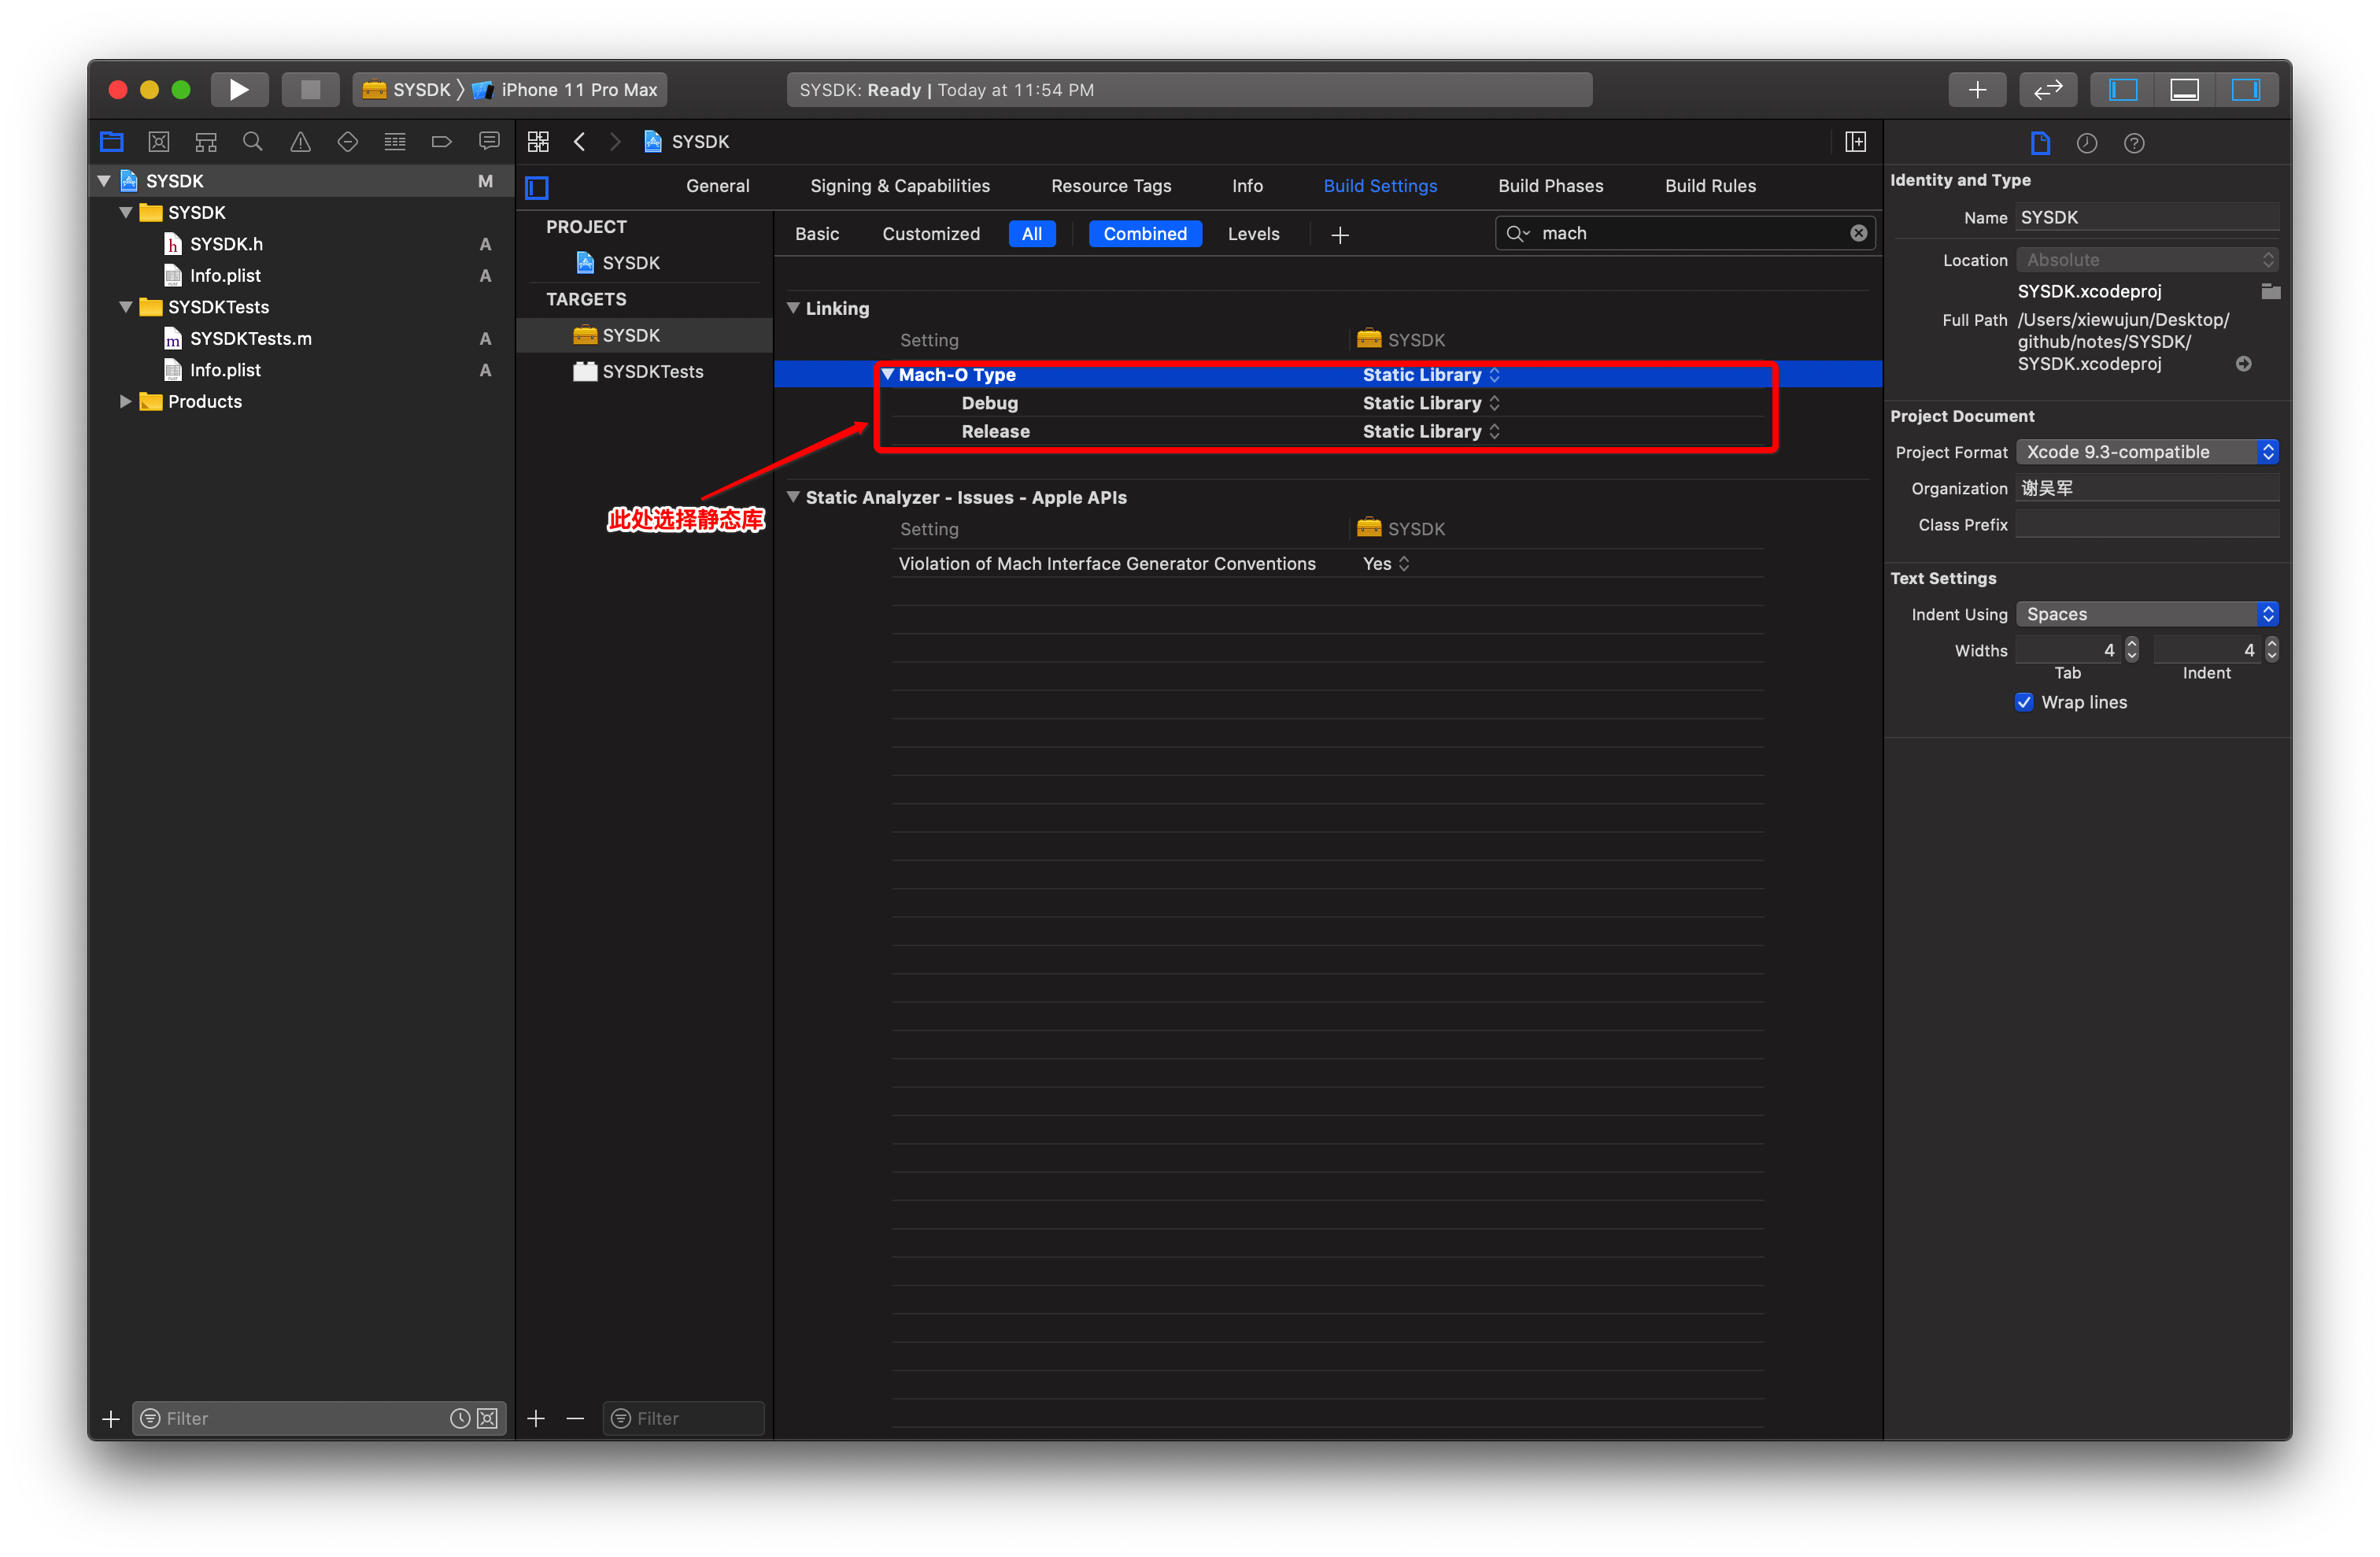 SYSDK iPhone 11 Pro Max
SYSDK: Ready | Today at 11:54 PM
SYSDK
SYSDK M
SYSDK
SYSDK.h A
Info.plist A
SYSDKTests
SYSDKTests.m A
Info.plist A
Products
Filter
General Signing & Capabilities Resource Tags Info Build Settings Build Phases Build Rules
PROJECT
SYSDK
TARGETS
SYSDK
SYSDKTests
Filter
Basic Customized All Combined Levels mach
Linking
Setting SYSDK
Mach-O Type Static Library
Debug Static Library
Release Static Library
此处选择静态库
Static Analyzer - Issues - Apple APIs
Setting SYSDK
Violation of Mach Interface Generator Conventions Yes
Identity and Type
Name SYSDK
Location Absolute
SYSDK.xcodeproj
Full Path /Users/xiewujun/Desktop/
github/notes/SYSDK/
SYSDK.xcodeproj
Project Document
Project Format Xcode 9.3-compatible
Organization 谢吴军
Class Prefix
Text Settings
Indent Using Spaces
Widths 4 4
Tab Indent
Wrap lines